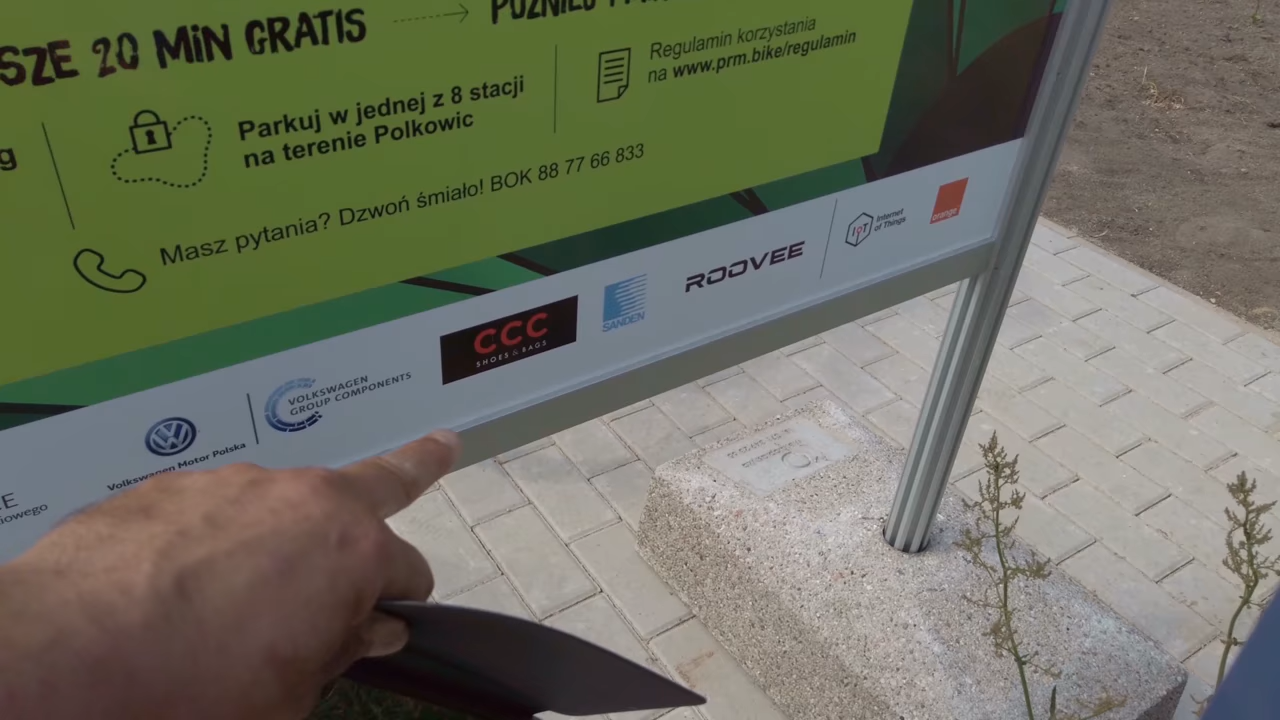 SZE 20 MiN GRATIS
Regulamin korzystania
na www.prm.bike/regulamin
g
Parkuj w jednej z 8 stacji
na terenie Polkowic
Masz pytania? Dzwoń śmiało! BOK 88 77 66 833
Volkswagen Motor Polska
VOLKSWAGEN
GROUP COMPONENTS
CCC
SHOES & BAGS
SANDEN
ROOVEE
IoT
Internet
of Things
orange
E
iowego